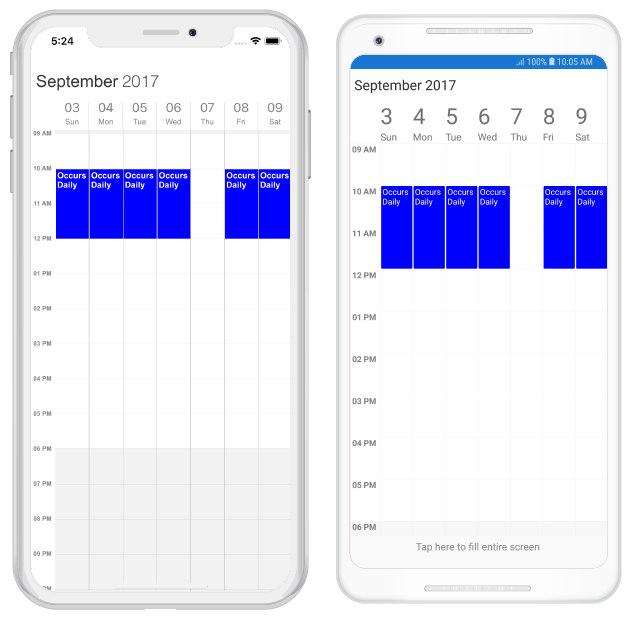 5:24
September 2017
03 04 05 06 07 08 09
Sun Mon Tue Wed Thu Fri Sat
09 AM
10 AM
Occurs Occurs Occurs Occurs Occurs Occurs
Daily Daily Daily Daily Daily Daily
11 AM
12 PM
01 PM
02 PM
03 PM
04 PM
05 PM
06 PM
07 PM
08 PM
09 PM
100% 10:05 AM
September 2017
3 4 5 6 7 8 9
Sun Mon Tue Wed Thu Fri Sat
09 AM
10 AM
Occurs Occurs Occurs Occurs Occurs Occurs
Daily Daily Daily Daily Daily Daily
11 AM
12 PM
01 PM
02 PM
03 PM
04 PM
05 PM
06 PM
Tap here to fill entire screen